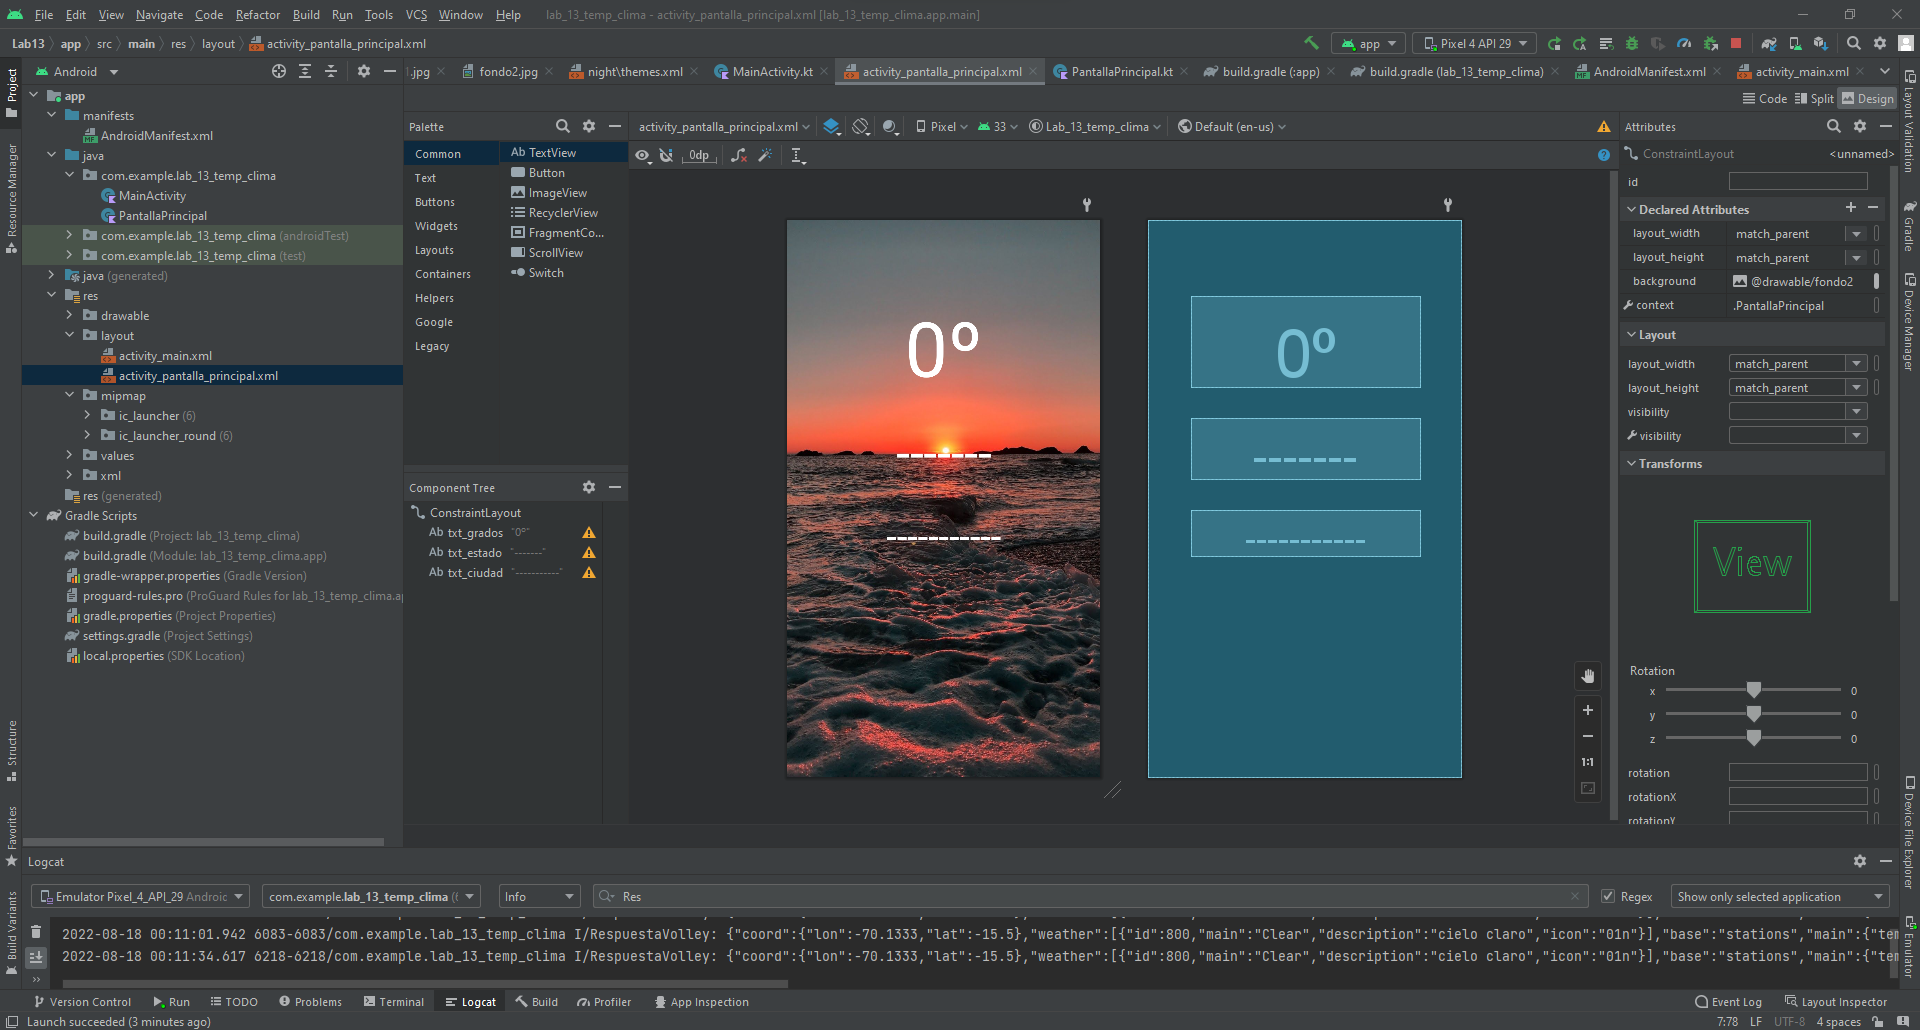 File Edit View Navigate Code Refactor Build Run Tools VCS Window Help lab_13_temp_clima - activity_pantalla_principal.xml [lab_13_temp_clima.app.main]
Lab13 app src main res layout activity_pantalla_principal.xml app Pixel 4 API 29
Android 1.jpg fondo2.jpg night\themes.xml MainActivity.kt activity_pantalla_principal.xml PantallaPrincipal.kt build.gradle (:app) build.gradle (lab_13_temp_clima) AndroidManifest.xml activity_main.xml
Code Split Design
Project
Resource Manager
Structure
Favorites
Build Variants
app
manifests
AndroidManifest.xml
java
com.example.lab_13_temp_clima
MainActivity
PantallaPrincipal
com.example.lab_13_temp_clima (androidTest)
com.example.lab_13_temp_clima (test)
java (generated)
res
drawable
layout
activity_main.xml
activity_pantalla_principal.xml
mipmap
ic_launcher (6)
ic_launcher_round (6)
values
xml
res (generated)
Gradle Scripts
build.gradle (Project: lab_13_temp_clima)
build.gradle (Module: lab_13_temp_clima.app)
gradle-wrapper.properties (Gradle Version)
proguard-rules.pro (ProGuard Rules for lab_13_temp_clima.ap
gradle.properties (Project Properties)
settings.gradle (Project Settings)
local.properties (SDK Location)
Palette
Common
Text
Buttons
Widgets
Layouts
Containers
Helpers
Google
Legacy
Ab TextView
Button
ImageView
RecyclerView
FragmentCo...
ScrollView
Switch
Component Tree
ConstraintLayout
Ab txt_grados "0º"
Ab txt_estado "-------"
Ab txt_ciudad "-----------"
activity_pantalla_principal.xml Pixel 33 Lab_13_temp_clima Default (en-us)
0dp
0º
-------
-----------
0º
-------
-----------
1:1
Attributes
ConstraintLayout <unnamed>
id
Declared Attributes
layout_width match_parent
layout_height match_parent
background @drawable/fondo2
context .PantallaPrincipal
Layout
layout_width match_parent
layout_height match_parent
visibility
visibility
Transforms
View
Rotation
x 0
y 0
z 0
rotation
rotationX
rotationY
Layout Validation
Gradle
Device Manager
Device File Explorer
Emulator
Logcat
Emulator Pixel_4_API_29 Android com.example.lab_13_temp_clima ( Info Res Regex Show only selected application
2022-08-18 00:11:01.942 6083-6083/com.example.lab_13_temp_clima I/RespuestaVolley: {"coord":{"lon":-70.1333,"lat":-15.5},"weather":[{"id":800,"main":"Clear","description":"cielo claro","icon":"01n"}],"base":"stations","main":{"tem
2022-08-18 00:11:34.617 6218-6218/com.example.lab_13_temp_clima I/RespuestaVolley: {"coord":{"lon":-70.1333,"lat":-15.5},"weather":[{"id":800,"main":"Clear","description":"cielo claro","icon":"01n"}],"base":"stations","main":{"tem
Version Control Run TODO Problems Terminal Logcat Build Profiler App Inspection Event Log Layout Inspector
Launch succeeded (3 minutes ago) 7:78 LF UTF-8 4 spaces